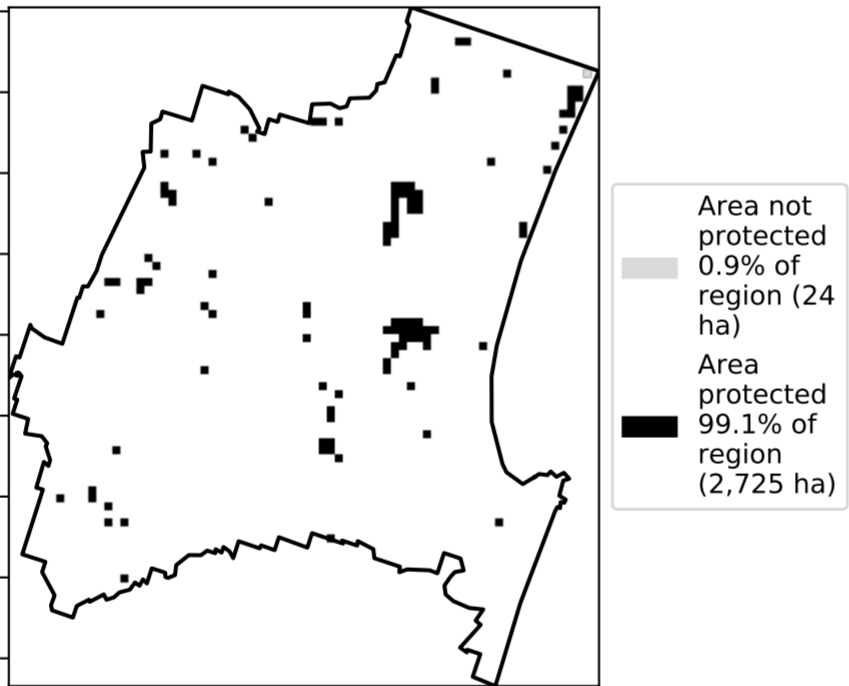 Area not
protected
0.9% of
region (24
ha)
Area
protected
99.1% of
region
(2,725 ha)